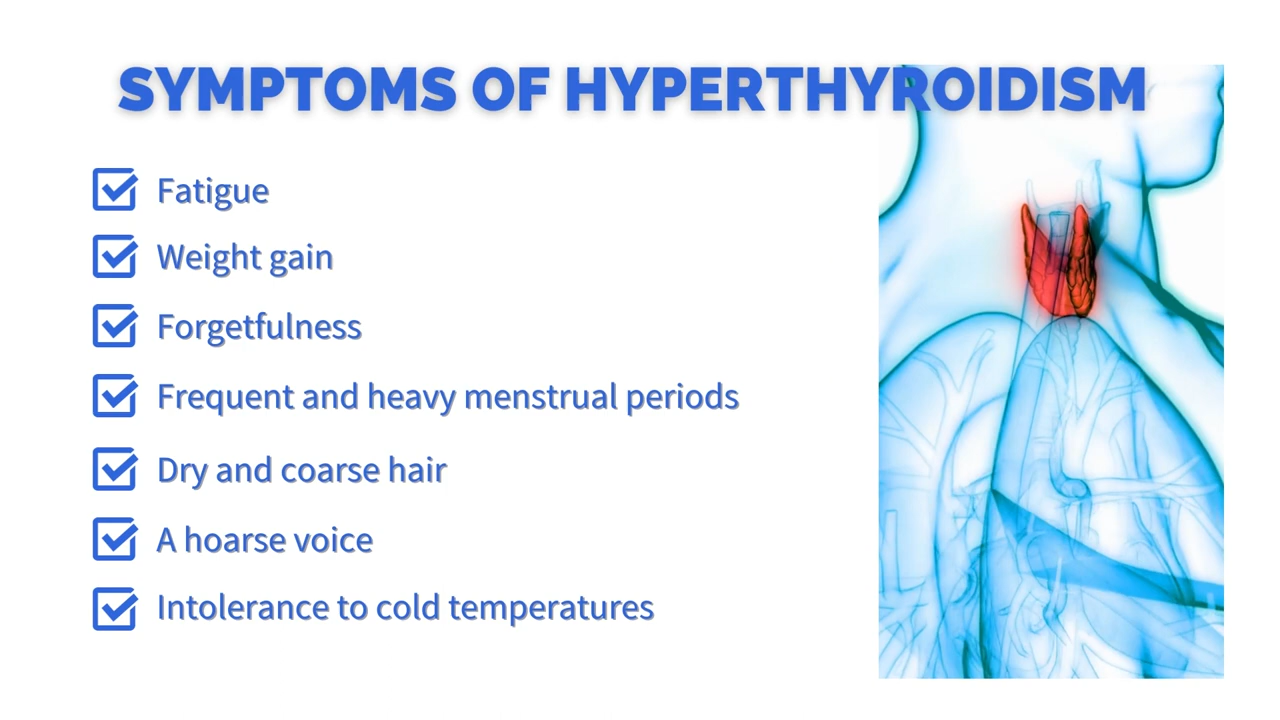 SYMPTOMS OF HYPERTHYROIDISM
Fatigue
Weight gain
Forgetfulness
Frequent and heavy menstrual periods
Dry and coarse hair
A hoarse voice
Intolerance to cold temperatures